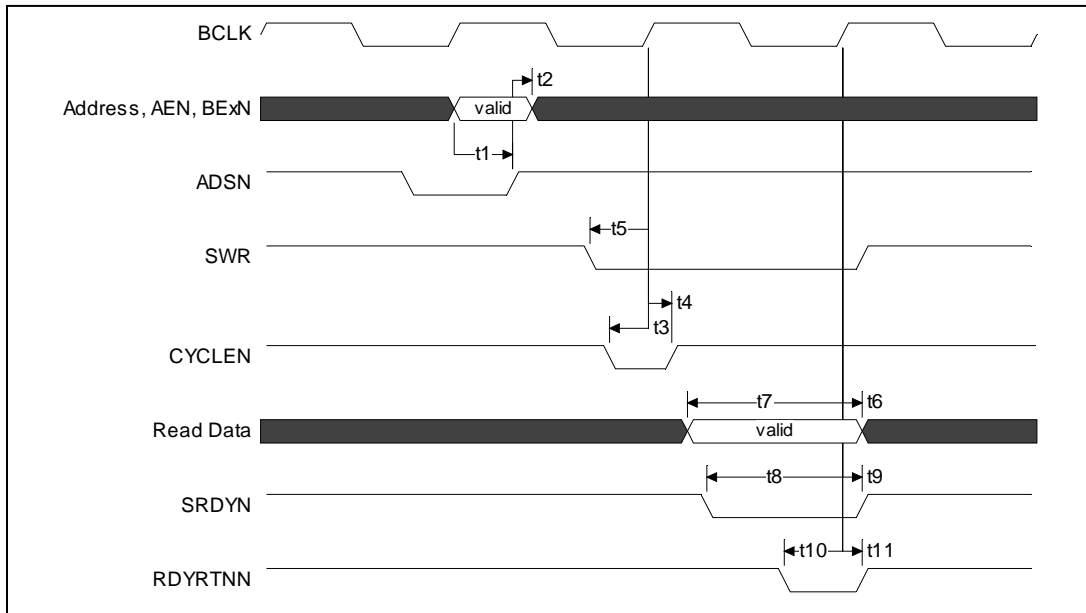 BCLK
t2
Address, AEN, BExN
valid
t1
ADSN
t5
SWR
t4
t3
CYCLEN
t7
t6
Read Data
valid
t8
t9
SRDYN
t10
t11
RDYRTNN